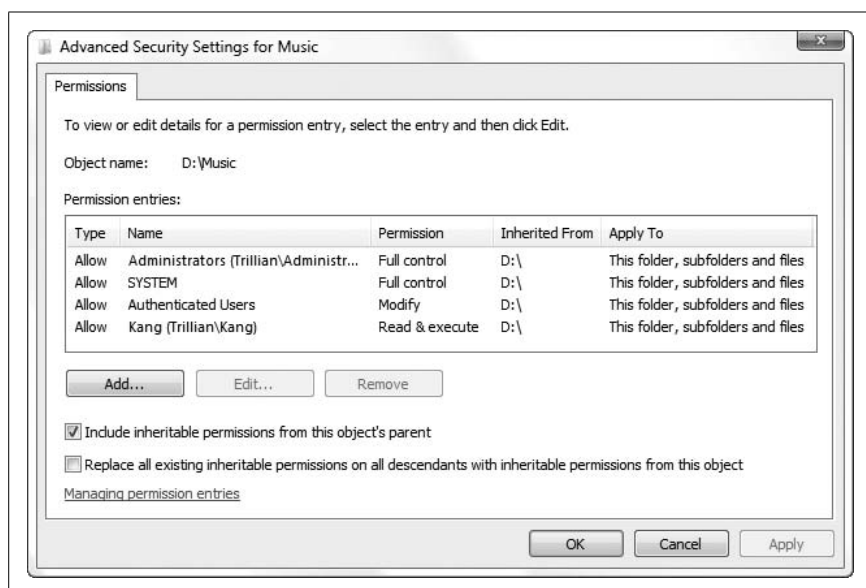 Advanced Security Settings for Music
Permissions
To view or edit details for a permission entry, select the entry and then click Edit.
Object name: D:\Music
Permission entries:
Type Name Permission Inherited From Apply To
Allow Administrators (Trillian\Administr... Full control D:\ This folder, subfolders and files
Allow SYSTEM Full control D:\ This folder, subfolders and files
Allow Authenticated Users Modify D:\ This folder, subfolders and files
Allow Kang (Trillian\Kang) Read & execute D:\ This folder, subfolders and files
Add... Edit... Remove
Include inheritable permissions from this object's parent
Replace all existing inheritable permissions on all descendants with inheritable permissions from this object
Managing permission entries
OK Cancel Apply